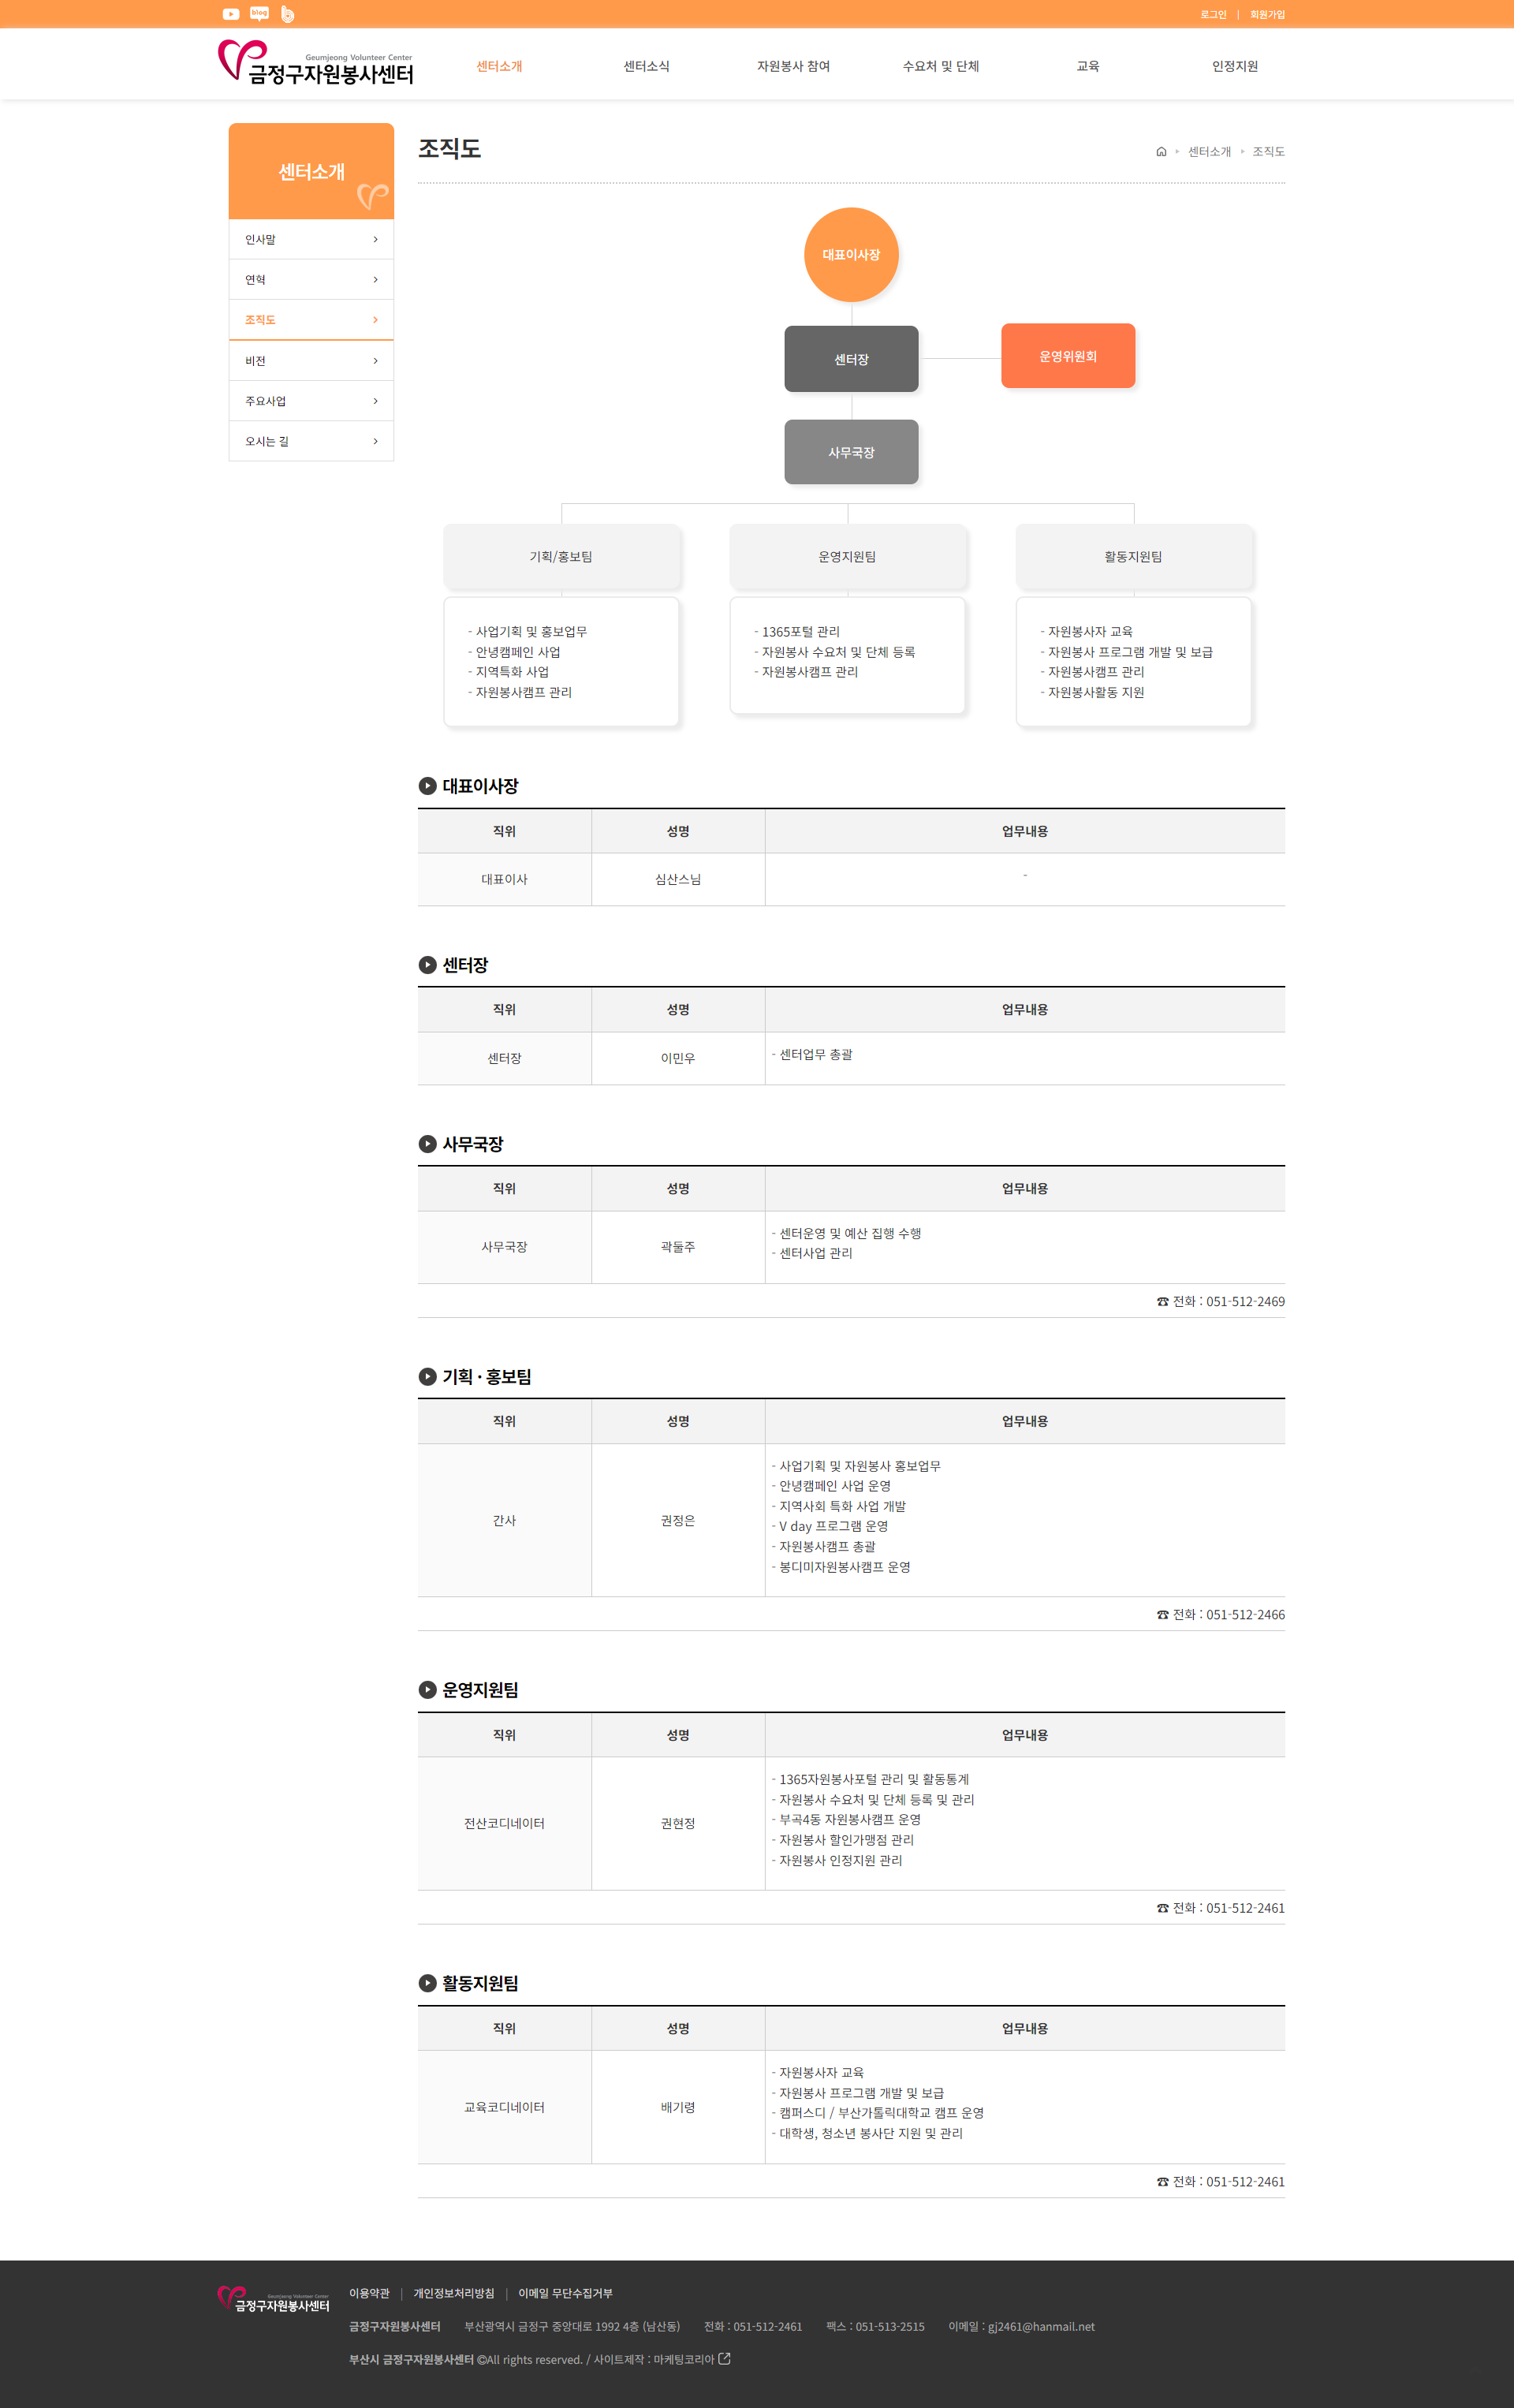 blog
로그인 | 회원가입
Geumjeong Volunteer Center
금정구자원봉사센터
센터소개 센터소식 자원봉사 참여 수요처 및 단체 교육 인정지원
센터소개
인사말
연혁
조직도
비전
주요사업
오시는 길
조직도
센터소개 조직도
대표이사장
센터장
운영위원회
사무국장
기획/홍보팀 운영지원팀 활동지원팀
- 사업기획 및 홍보업무
- 안녕캠페인 사업
- 지역특화 사업
- 자원봉사캠프 관리
- 1365포털 관리
- 자원봉사 수요처 및 단체 등록
- 자원봉사캠프 관리
- 자원봉사자 교육
- 자원봉사 프로그램 개발 및 보급
- 자원봉사캠프 관리
- 자원봉사활동 지원
대표이사장
직위 성명 업무내용
대표이사 심산스님 -
센터장
직위 성명 업무내용
센터장 이민우 - 센터업무 총괄
사무국장
직위 성명 업무내용
사무국장 곽둘주
- 센터운영 및 예산 집행 수행
- 센터사업 관리
☎ 전화 : 051-512-2469
기획 · 홍보팀
직위 성명 업무내용
간사 권정은
- 사업기획 및 자원봉사 홍보업무
- 안녕캠페인 사업 운영
- 지역사회 특화 사업 개발
- V day 프로그램 운영
- 자원봉사캠프 총괄
- 봉디미자원봉사캠프 운영
☎ 전화 : 051-512-2466
운영지원팀
직위 성명 업무내용
전산코디네이터 권현정
- 1365자원봉사포털 관리 및 활동통계
- 자원봉사 수요처 및 단체 등록 및 관리
- 부곡4동 자원봉사캠프 운영
- 자원봉사 할인가맹점 관리
- 자원봉사 인정지원 관리
☎ 전화 : 051-512-2461
활동지원팀
직위 성명 업무내용
교육코디네이터 배기령
- 자원봉사자 교육
- 자원봉사 프로그램 개발 및 보급
- 캠퍼스디 / 부산가톨릭대학교 캠프 운영
- 대학생, 청소년 봉사단 지원 및 관리
☎ 전화 : 051-512-2461
Geumjeong Volunteer Center
금정구자원봉사센터
이용약관 | 개인정보처리방침 | 이메일 무단수집거부
금정구자원봉사센터 부산광역시 금정구 중앙대로 1992 4층 (남산동) 전화 : 051-512-2461 팩스 : 051-513-2515 이메일 : gj2461@hanmail.net
부산시 금정구자원봉사센터 ©All rights reserved. / 사이트제작 : 마케팅코리아